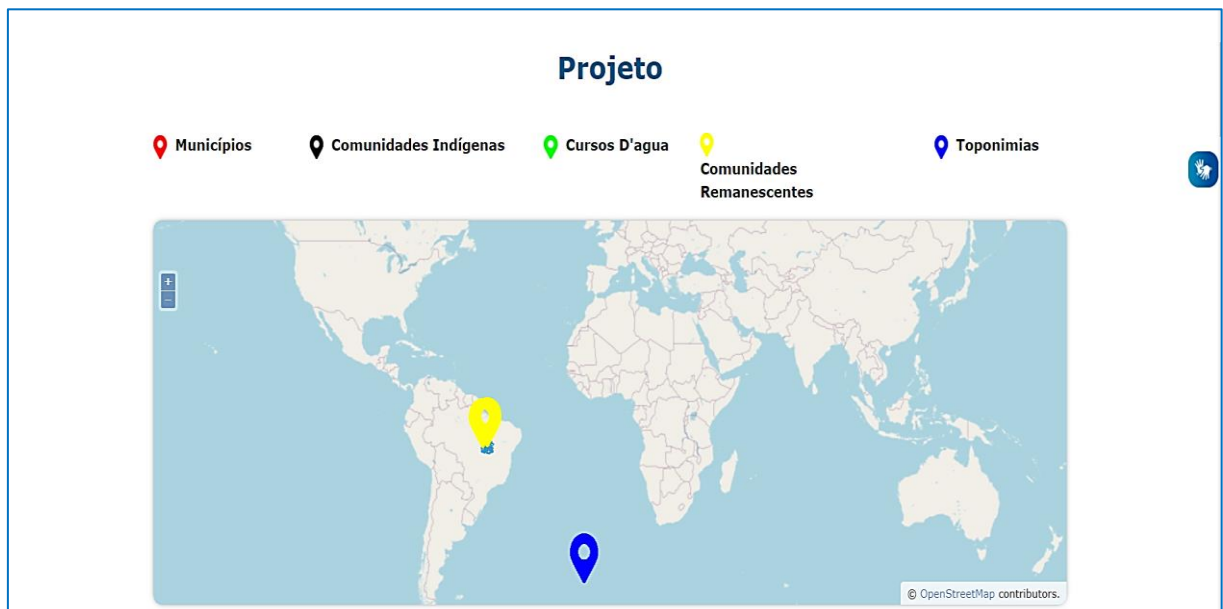 Projeto
Municípios
Comunidades Indígenas
Cursos D'agua
Comunidades
Remanescentes
Toponimias
+
−
© OpenStreetMap contributors.